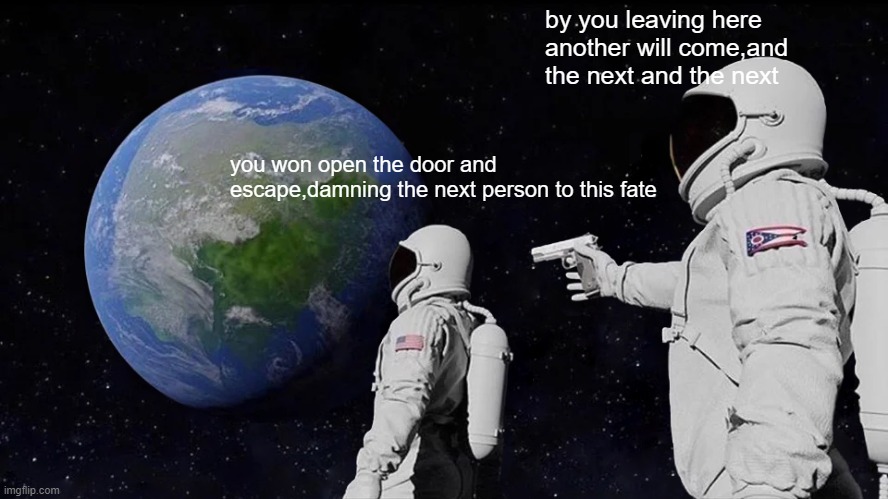 by you leaving here
another will come,and
the next and the next
you won open the door and
escape,damning the next person to this fate
imgflip.com